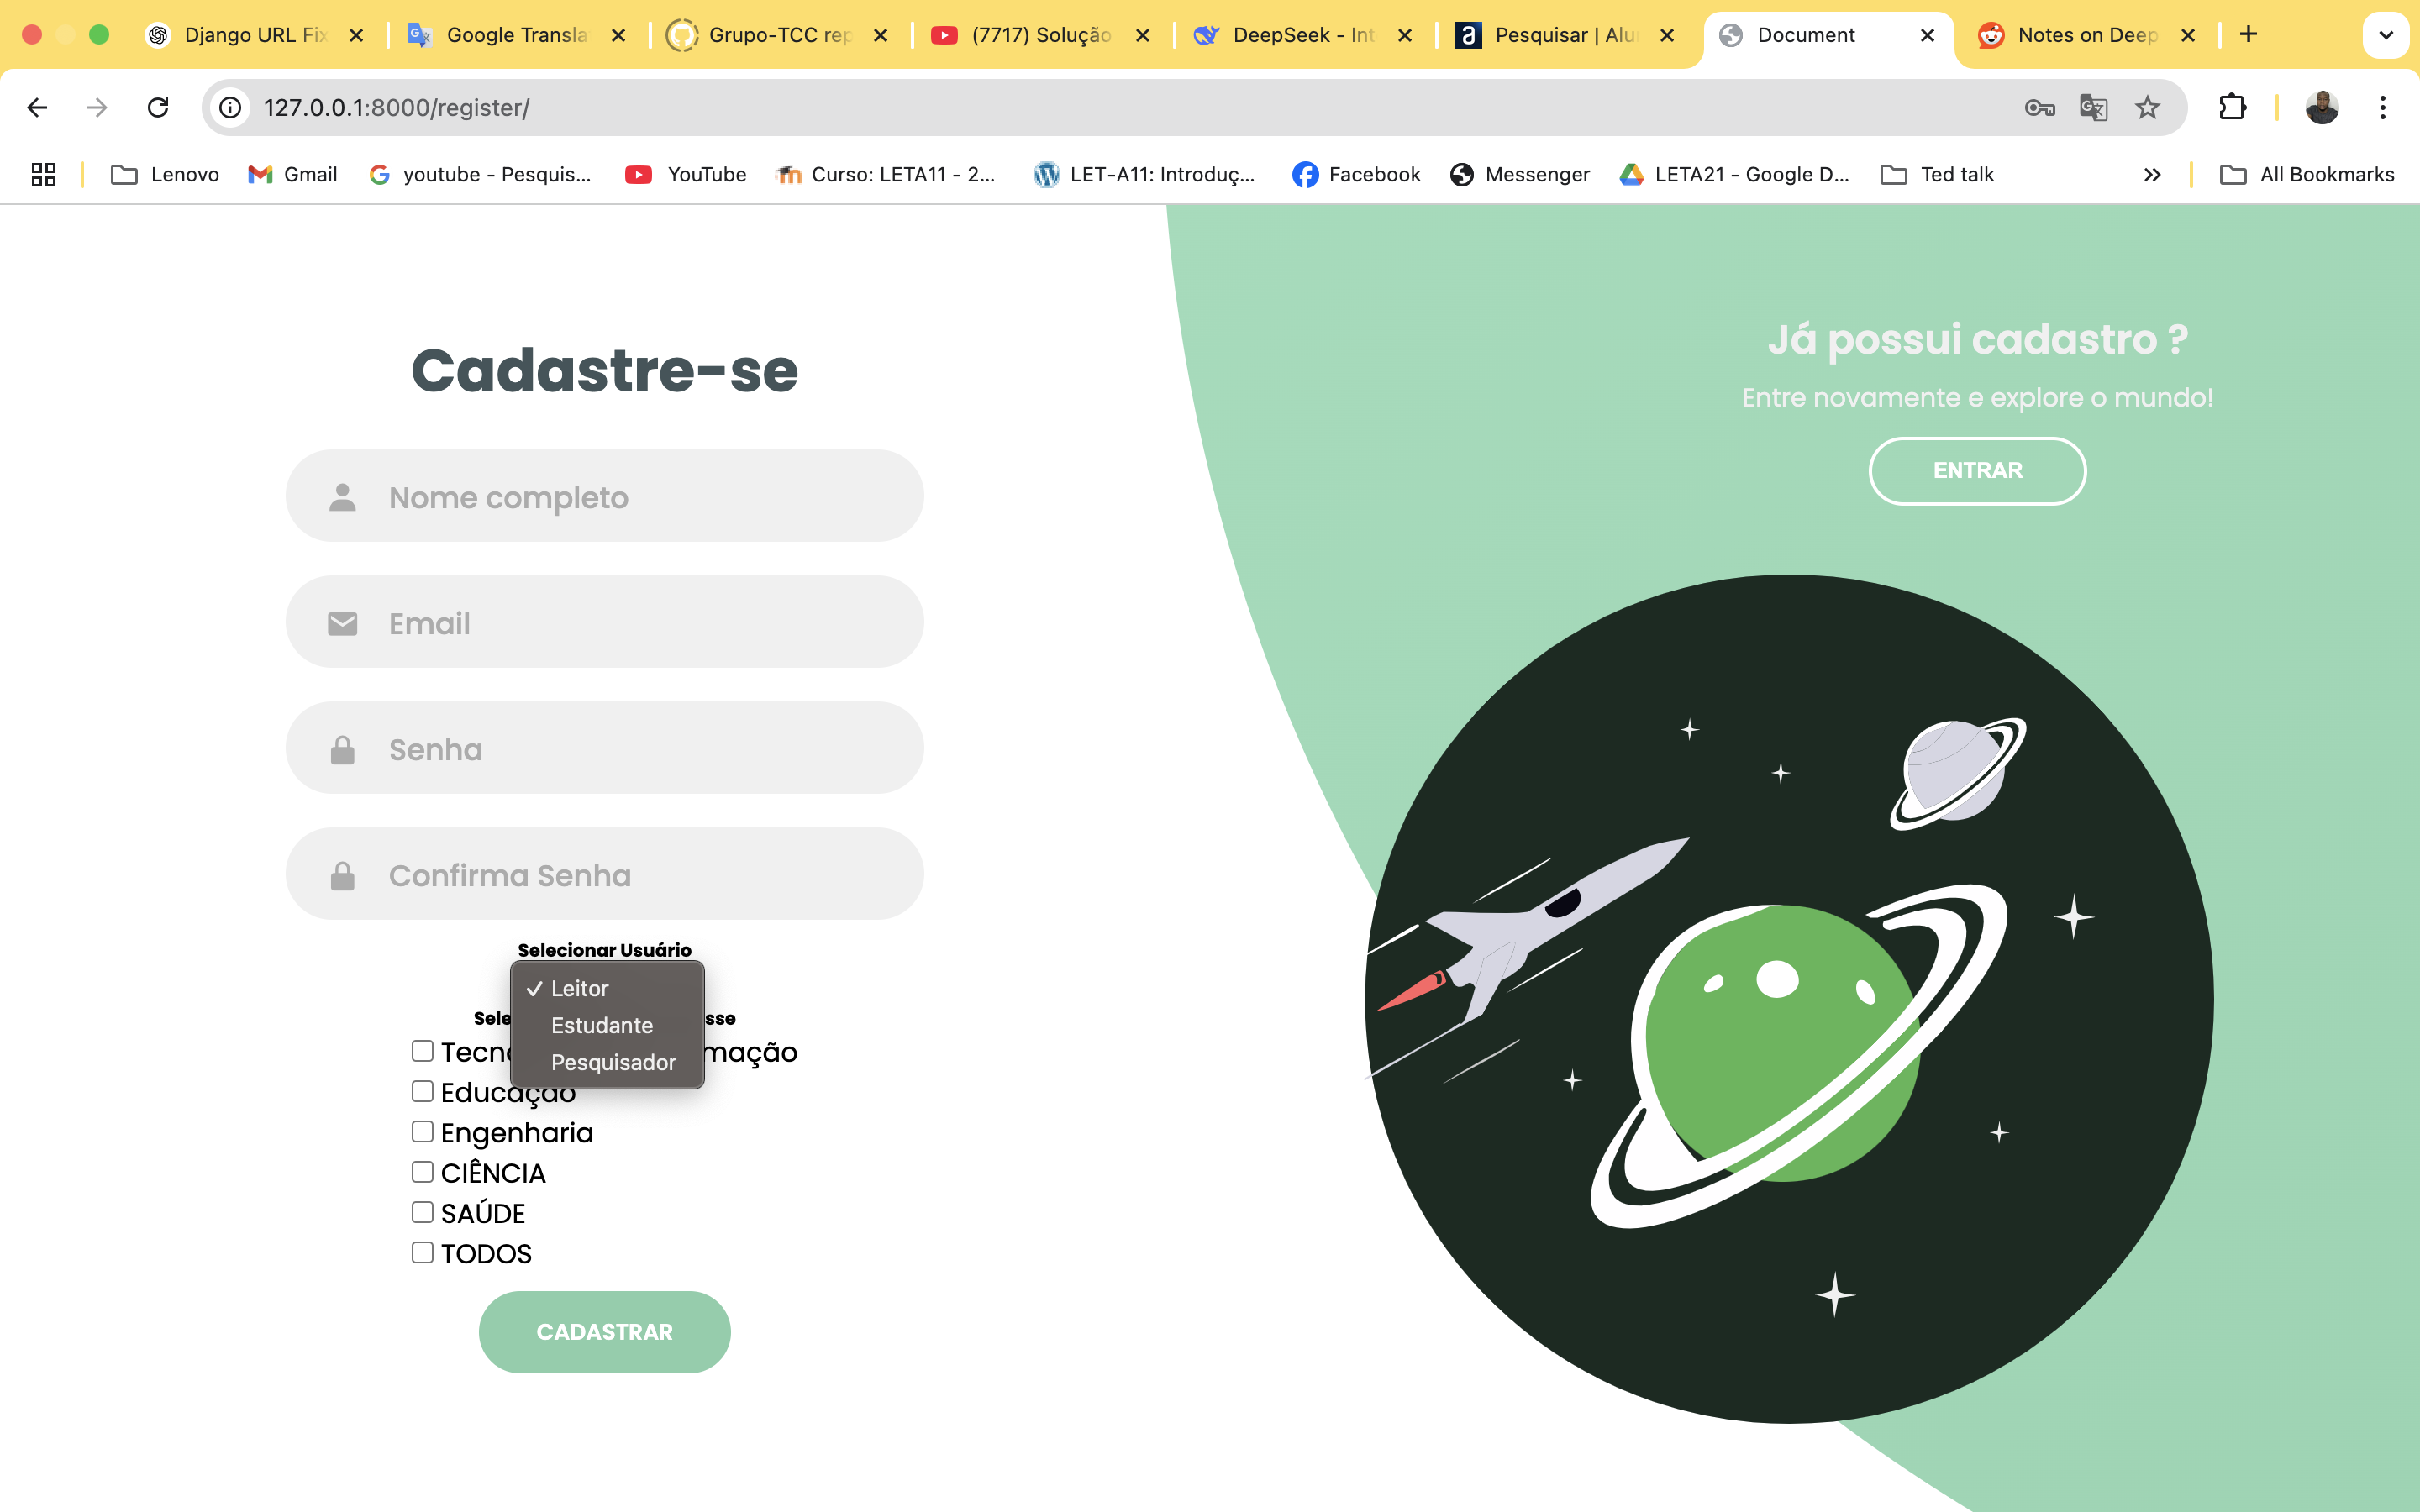 Django URL Fix
Google Transla
Grupo-TCC rep
(7717) Solução
DeepSeek - Int
Pesquisar | Alu
Document
Notes on Deep
127.0.0.1:8000/register/
Lenovo
Gmail
youtube - Pesquis...
YouTube
Curso: LETA11 - 2...
LET-A11: Introduç...
Facebook
Messenger
LETA21 - Google D...
Ted talk
All Bookmarks
Cadastre-se
Nome completo
Email
Senha
Confirma Senha
Selecionar Usuário
Leitor
Estudante
Pesquisador
Sele sse
Tecn mação
Educação
Engenharia
CIÊNCIA
SAÚDE
TODOS
CADASTRAR
Já possui cadastro ?
Entre novamente e explore o mundo!
ENTRAR